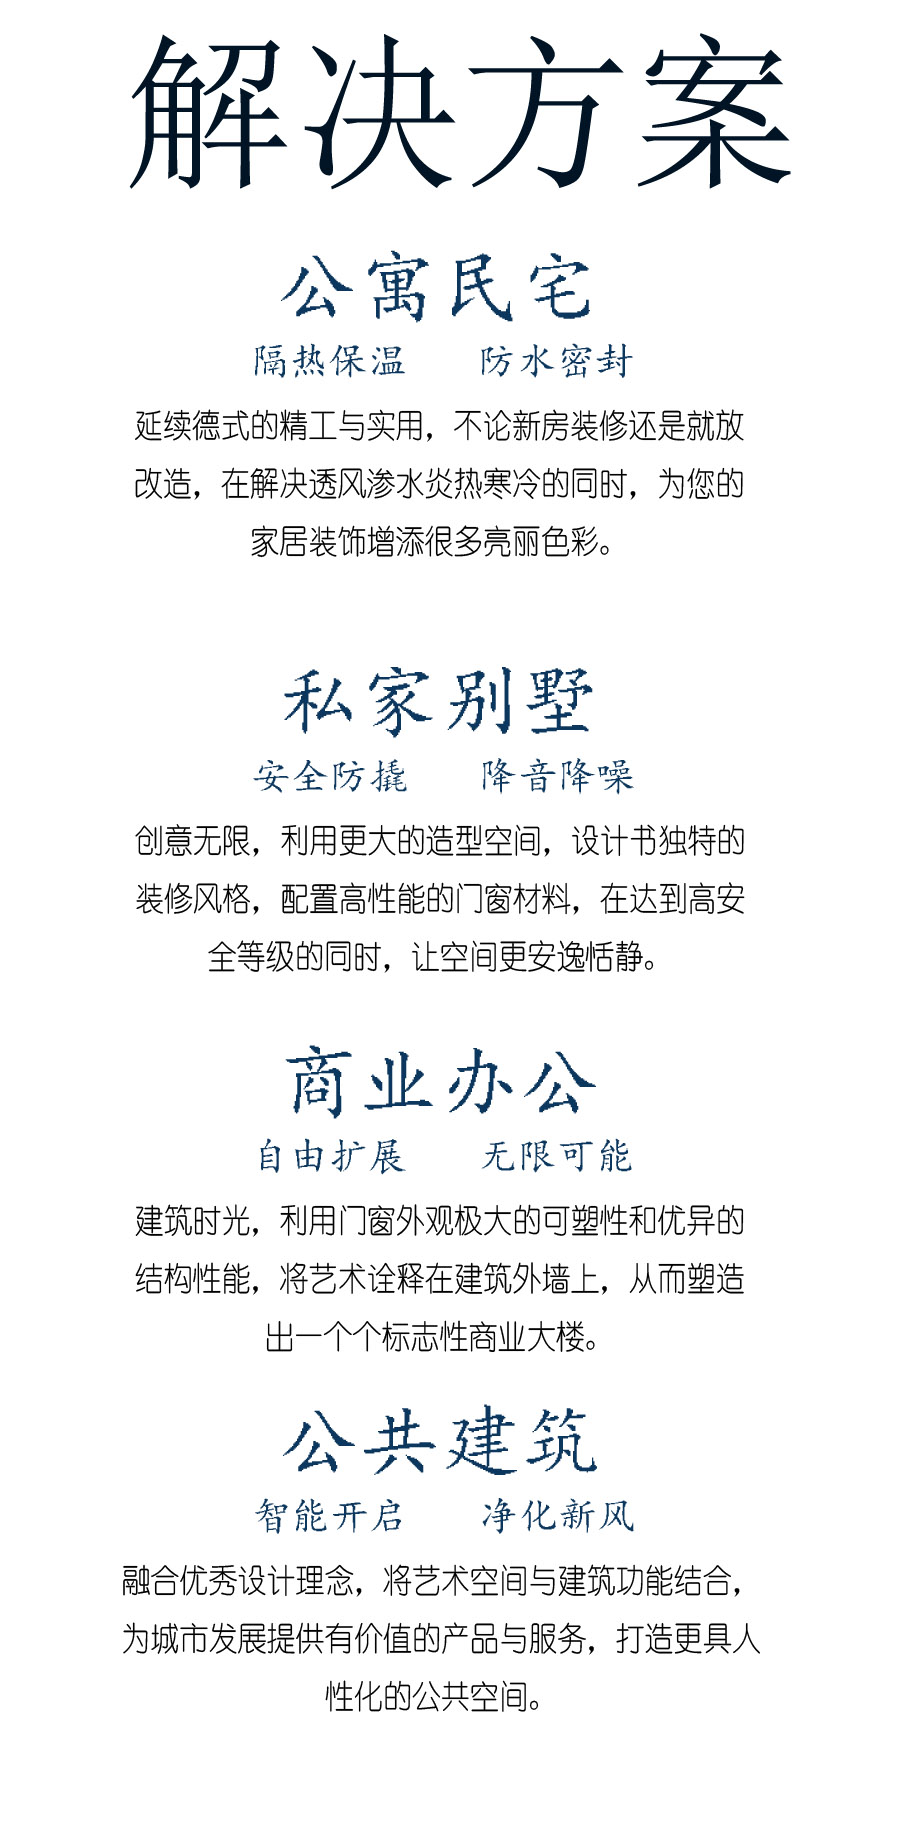 解决方案
公寓民宅
隔热保温 防水密封
延续德式的精工与实用，不论新房装修还是就放
改造，在解决透风渗水炎热寒冷的同时，为您的
家居装饰增添很多亮丽色彩。
私家别墅
安全防撬 降音降噪
创意无限，利用更大的造型空间，设计书独特的
装修风格，配置高性能的门窗材料，在达到高安
全等级的同时，让空间更安逸恬静。
商业办公
自由扩展 无限可能
建筑时光，利用门窗外观极大的可塑性和优异的
结构性能，将艺术诠释在建筑外墙上，从而塑造
出一个个标志性商业大楼。
公共建筑
智能开启 净化新风
融合优秀设计理念，将艺术空间与建筑功能结合，
为城市发展提供有价值的产品与服务，打造更具人
性化的公共空间。